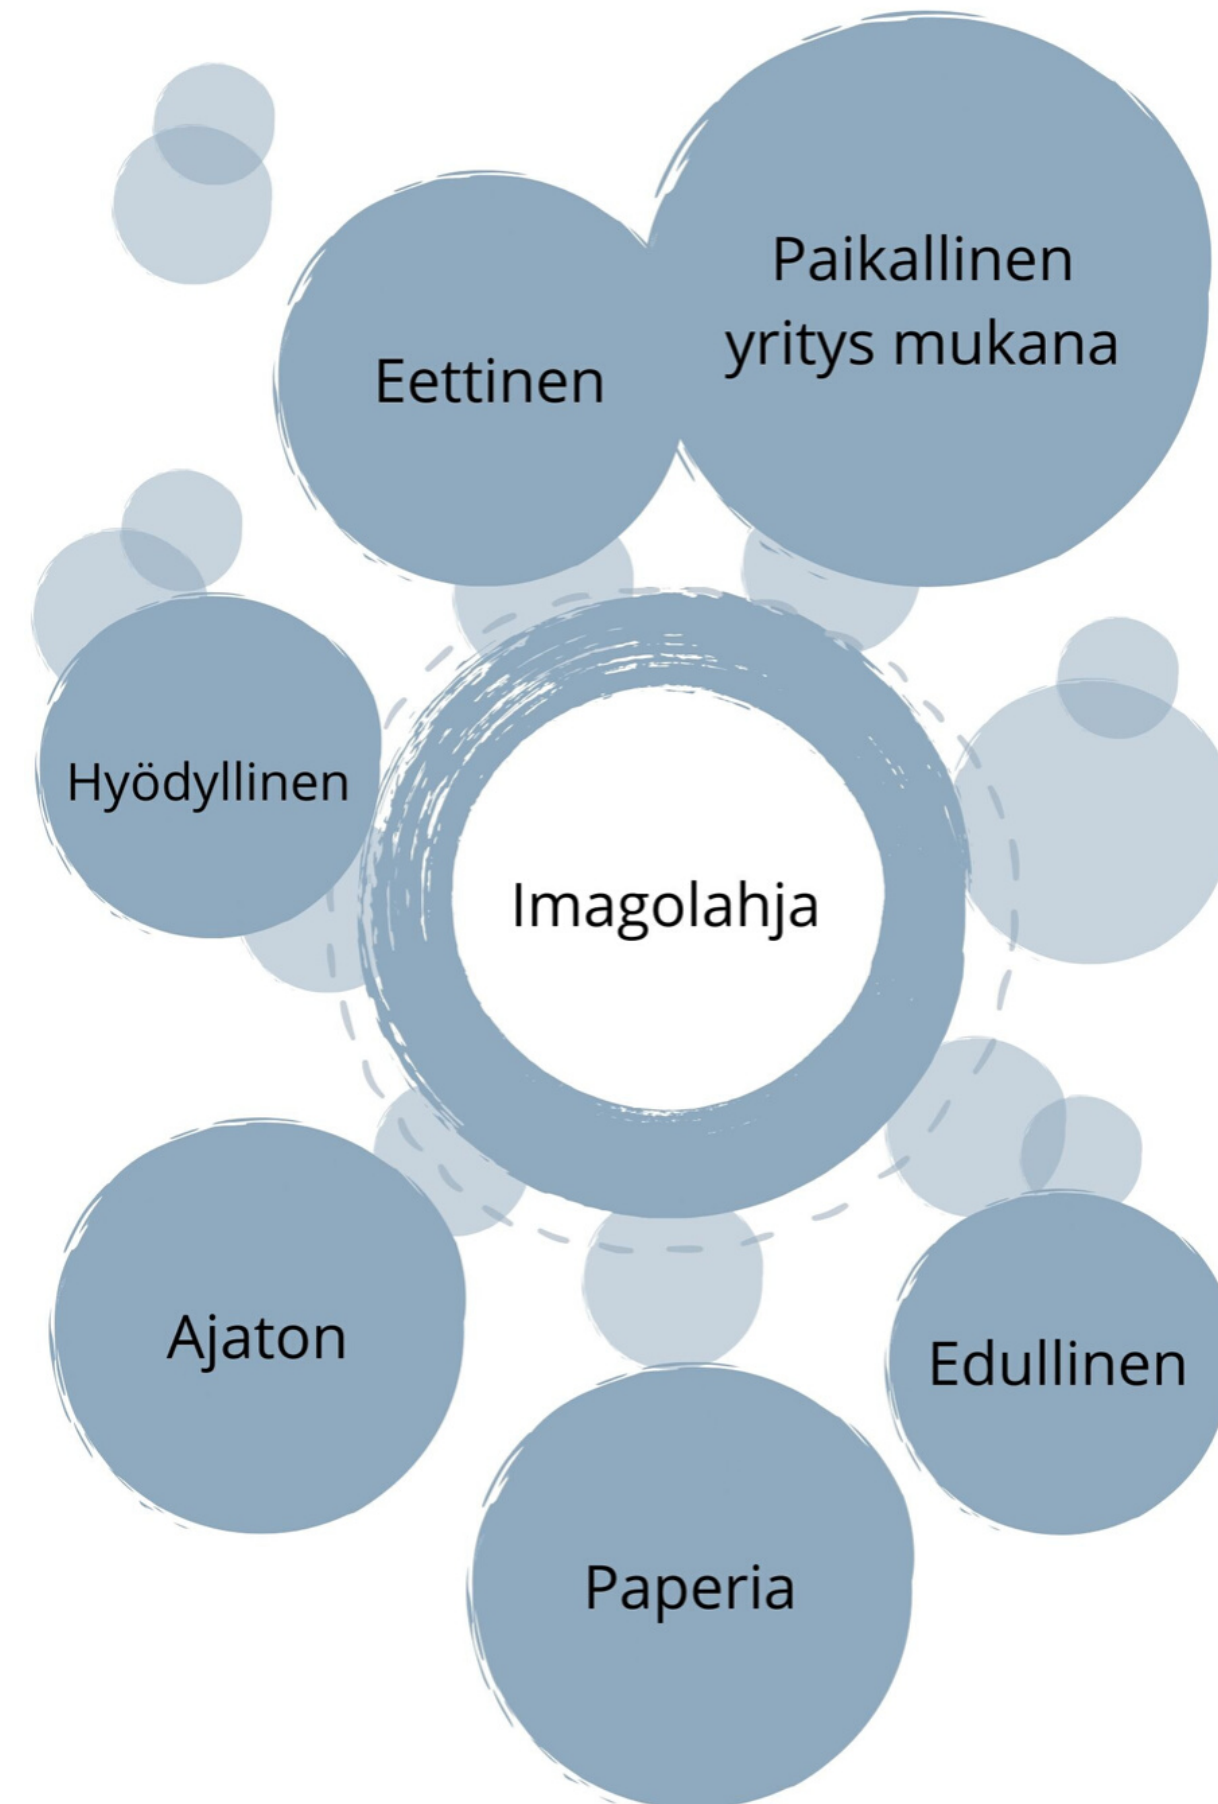 Paikallinen
yritys mukana
Eettinen
Hyödyllinen
Imagolahja
Ajaton
Edullinen
Paperia